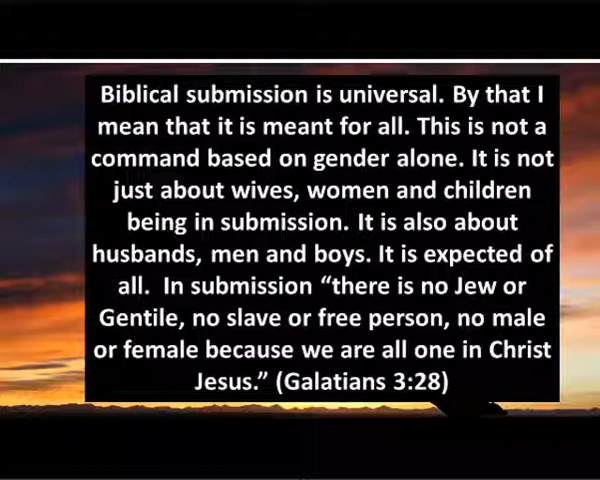 Biblical submission is universal. By that I
mean that it is meant for all. This is not a
command based on gender alone. It is not
just about wives, women and children
being in submission. It is also about
husbands, men and boys. It is expected of
all.  In submission “there is no Jew or
Gentile, no slave or free person, no male
or female because we are all one in Christ
Jesus.” (Galatians 3:28)